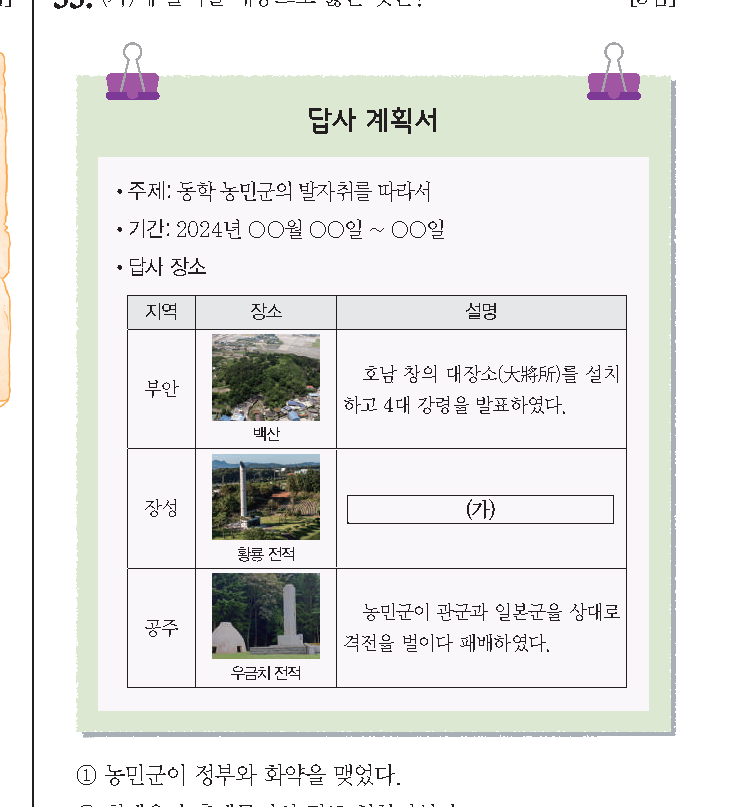 답사 계획서
• 주제: 동학 농민군의 발자취를 따라서
• 기간: 2024년 ○○월 ○○일 ~ ○○일
• 답사 장소
지역 장소 설명
부안
백산
호남 창의 대장소(大將所)를 설치
하고 4대 강령을 발표하였다.
장성
황룡 전적
(가)
공주
우금치 전적
농민군이 관군과 일본군을 상대로
격전을 벌이다 패배하였다.
① 농민군이 정부와 화약을 맺었다.